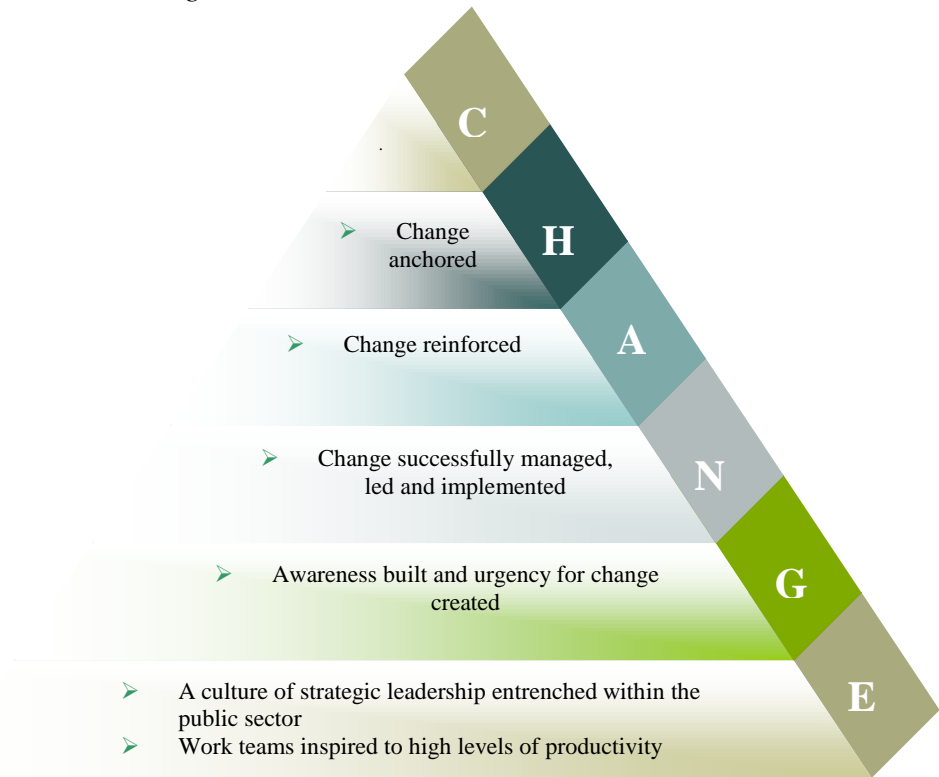 C
H
➢ Change
anchored
A
➢ Change reinforced
N
➢ Change successfully managed,
led and implemented
G
➢ Awareness built and urgency for change
created
E
➢ A culture of strategic leadership entrenched within the
public sector
➢ Work teams inspired to high levels of productivity